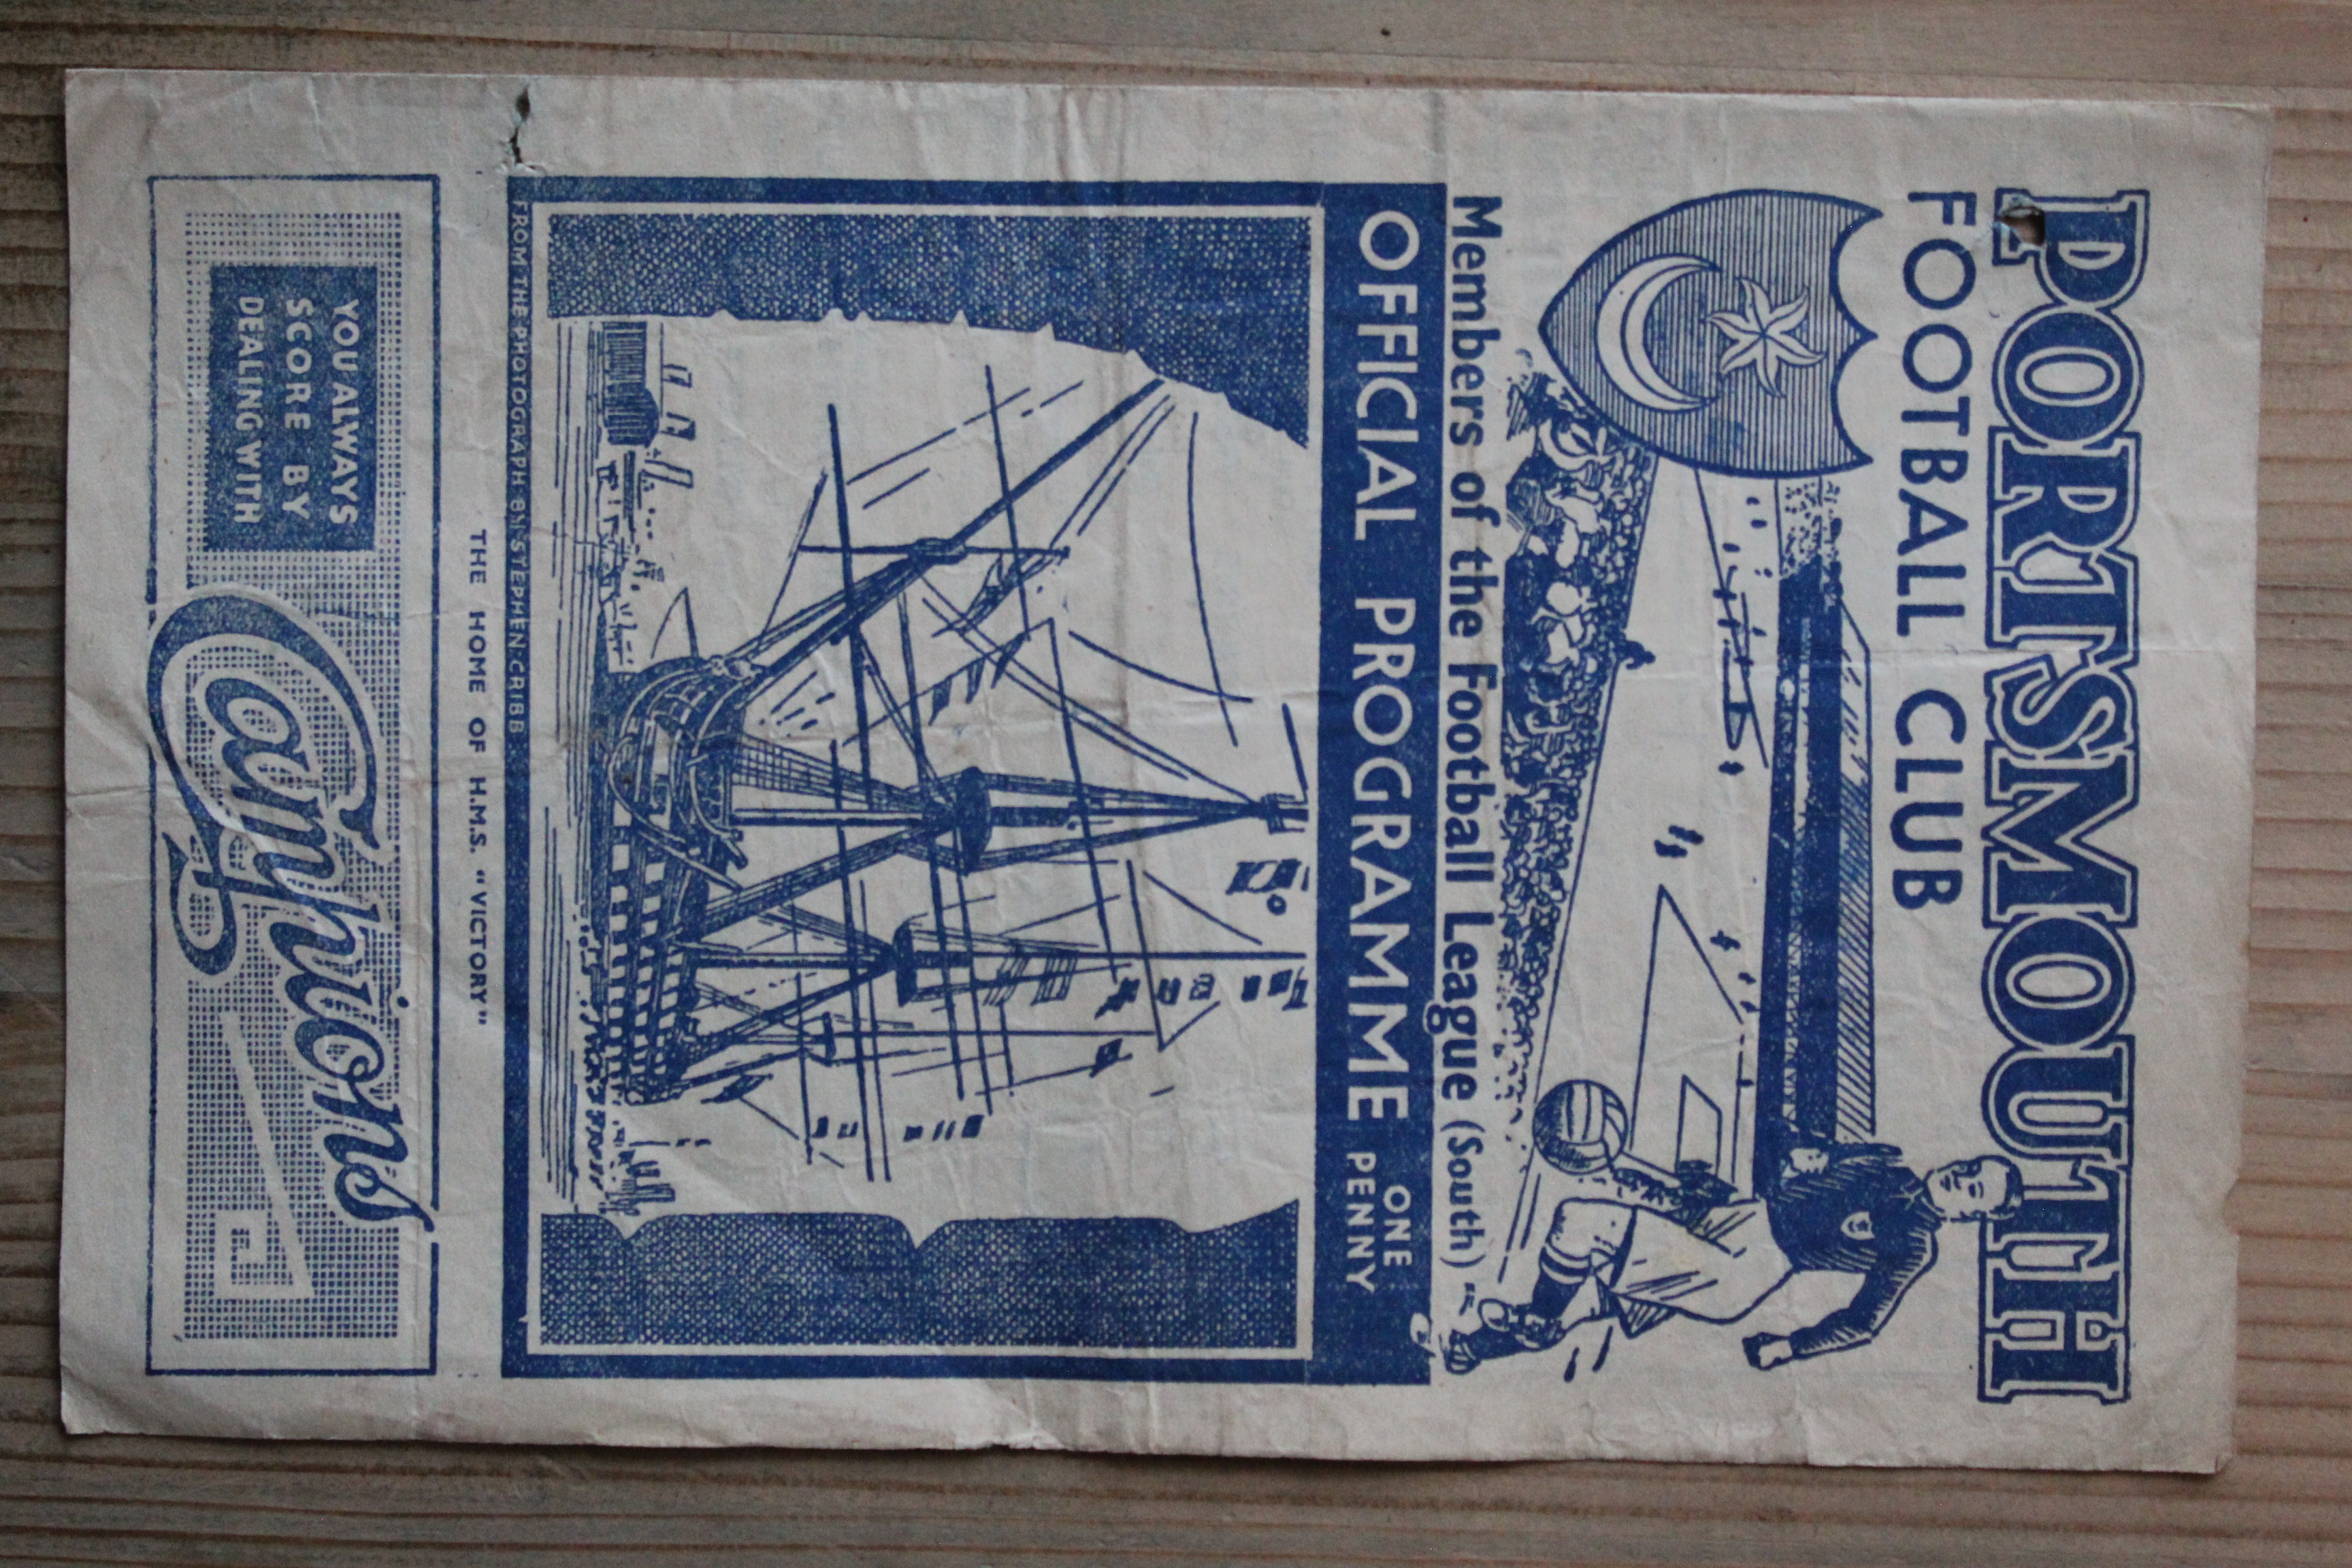 PORTSMOUTH
FOOTBALL CLUB
Members of the Football League (South)
OFFICIAL PROGRAMME ONE PENNY
FROM THE PHOTOGRAPH BY STEPHEN CRIBB
THE HOME OF H.M.S. "VICTORY"
YOU ALWAYS
SCORE BY
DEALING WITH
Camphions